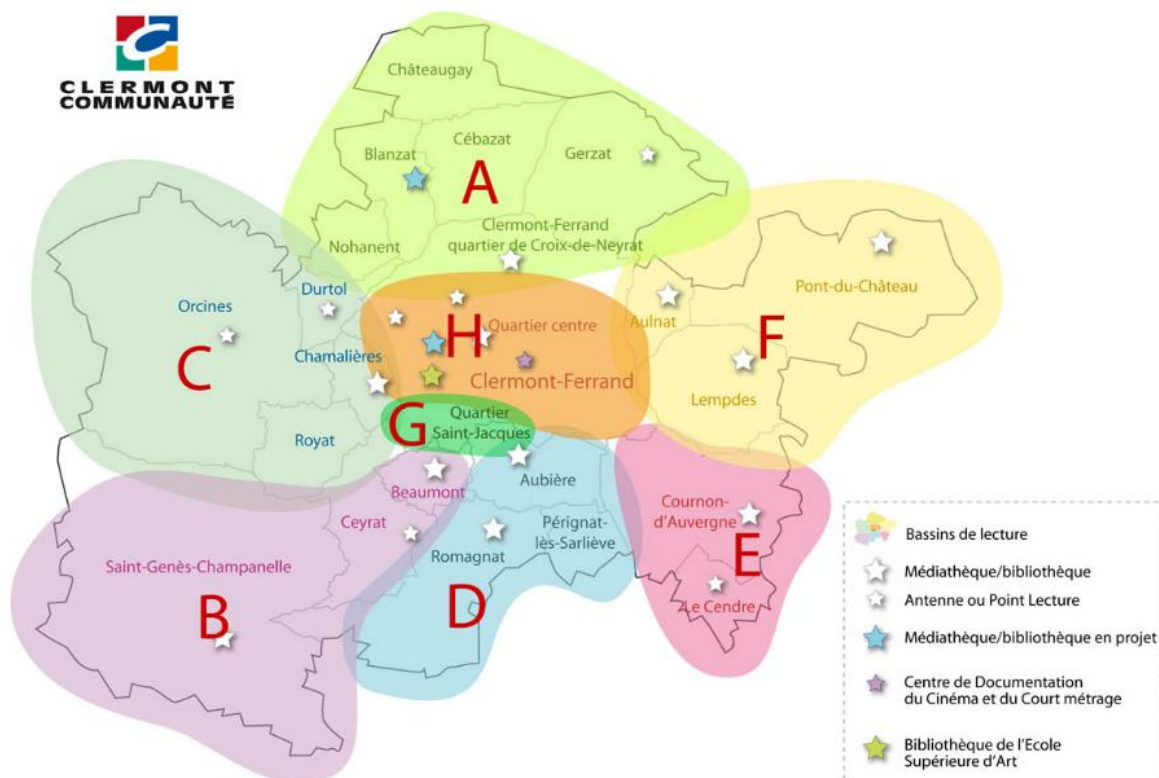 CLERMONT
COMMUNAUTÉ
Châteaugay
Cébazat
Blanzat
Gerzat
A
Clermont-Ferrand
quartier de Croix-de-Neyrat
Nohanent
Durtol
Orcines
C
Chamalières
Royat
H
Quartier centre
Clermont-Ferrand
G
Quartier
Saint-Jacques
Pont-du-Château
Aulnat
F
Lempdes
Beaumont
Ceyrat
Saint-Genès-Champanelle
B
Aubière
Pérignat-
lès-Sarliève
Romagnat
D
Cournon-
d'Auvergne
E
Le Cendre
Bassins de lecture
Médiathèque/bibliothèque
Antenne ou Point Lecture
Médiathèque/bibliothèque en projet
Centre de Documentation
du Cinéma et du Court métrage
Bibliothèque de l'Ecole
Supérieure d'Art